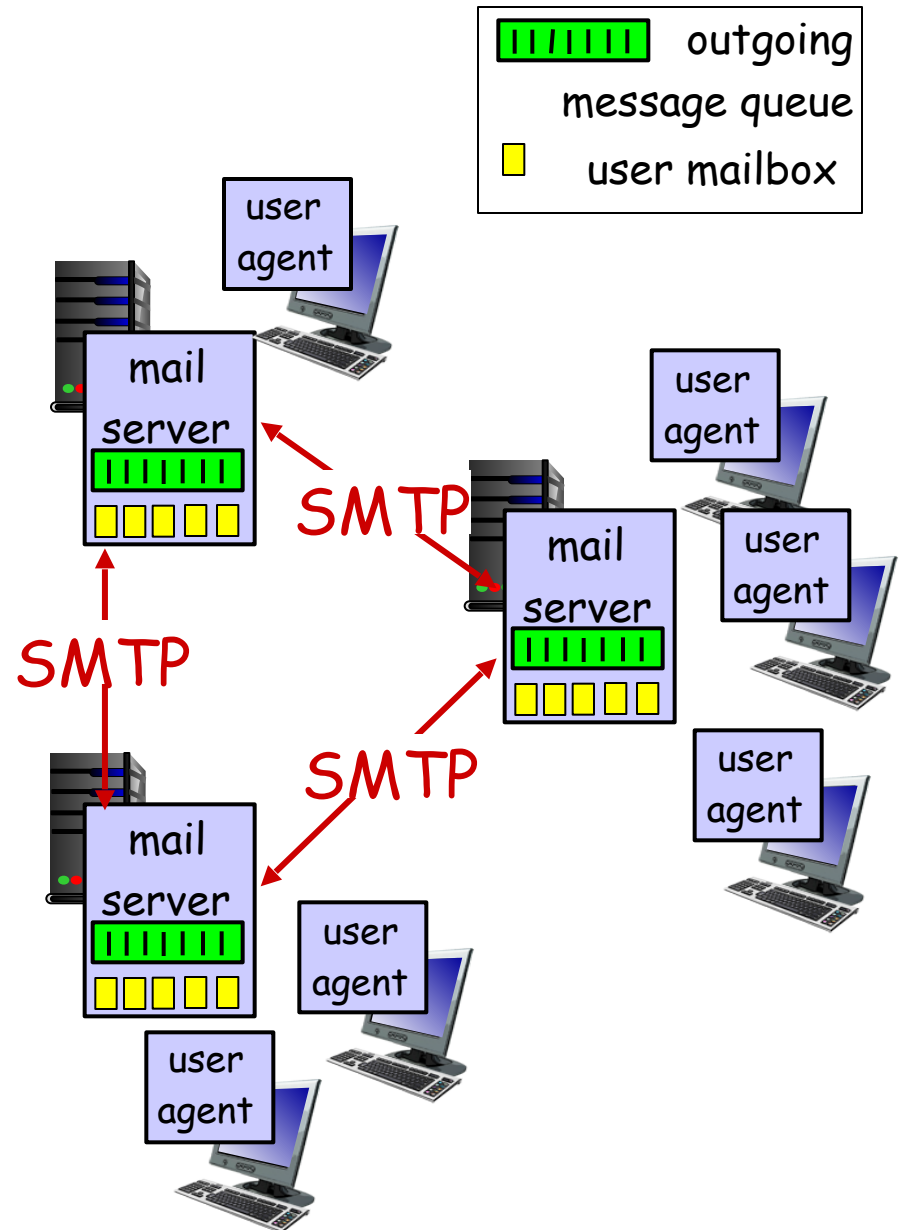 outgoing
message queue
user mailbox
user
agent
mail
server
user
agent
SMTP
mail
server
user
agent
SMTP
SMTP
user
agent
mail
server
user
agent
user
agent